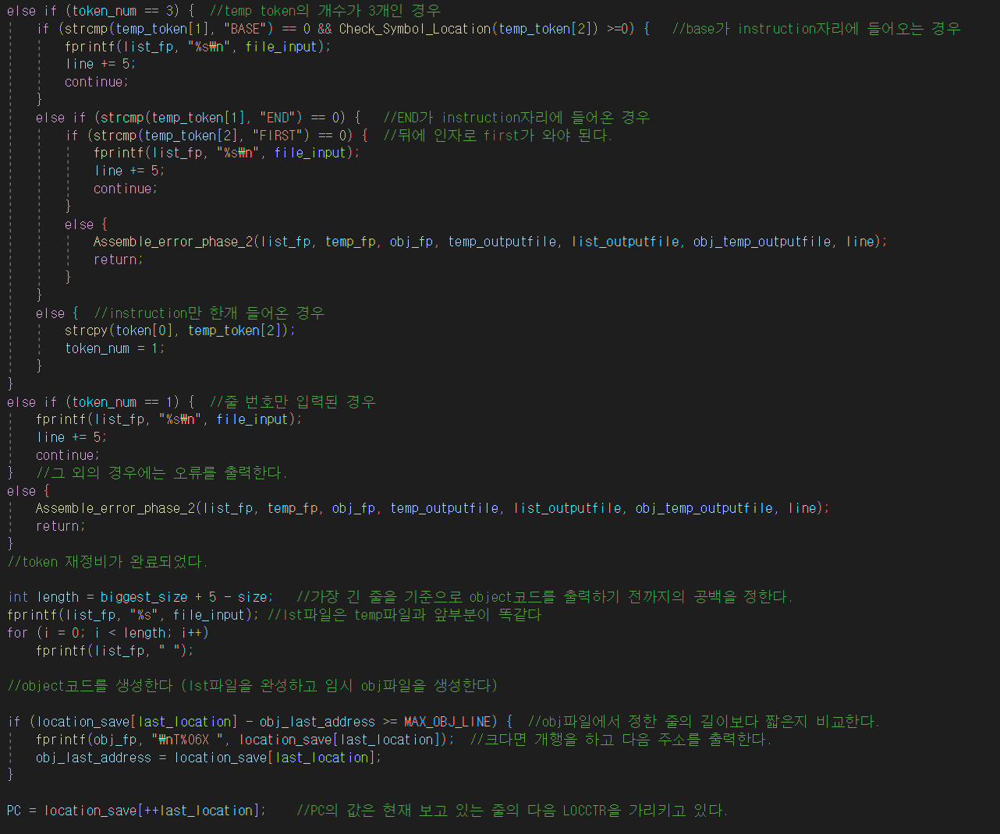 else if (token_num == 3) {  //temp token의 개수가 3개인 경우
    if (strcmp(temp_token[1], "BASE") == 0 && Check_Symbol_Location(temp_token[2]) >=0) {   //base가 instruction자리에 들어오는 경우
        fprintf(list_fp, "%s₩n", file_input);
        line += 5;
        continue;
    }
    else if (strcmp(temp_token[1], "END") == 0) {   //END가 instruction자리에 들어온 경우
        if (strcmp(temp_token[2], "FIRST") == 0) {  //뒤에 인자로 first가 와야 된다.
            fprintf(list_fp, "%s₩n", file_input);
            line += 5;
            continue;
        }
        else {
            Assemble_error_phase_2(list_fp, temp_fp, obj_fp, temp_outputfile, list_outputfile, obj_temp_outputfile, line);
            return;
        }
    }
    else {  //instruction만 한개 들어온 경우
        strcpy(token[0], temp_token[2]);
        token_num = 1;
    }
}
else if (token_num == 1) {  //줄 번호만 입력된 경우
    fprintf(list_fp, "%s₩n", file_input);
    line += 5;
    continue;
}   //그 외의 경우에는 오류를 출력한다.
else {
    Assemble_error_phase_2(list_fp, temp_fp, obj_fp, temp_outputfile, list_outputfile, obj_temp_outputfile, line);
    return;
}
//token 재정비가 완료되었다.

int length = biggest_size + 5 - size;   //가장 긴 줄을 기준으로 object코드를 출력하기 전까지의 공백을 정한다.
fprintf(list_fp, "%s", file_input); //lst파일은 temp파일과 앞부분이 똑같다
for (i = 0; i < length; i++)
    fprintf(list_fp, " ");

//object코드를 생성한다 (lst파일을 완성하고 임시 obj파일을 생성한다)

if (location_save[last_location] - obj_last_address >= MAX_OBJ_LINE) {  //obj파일에서 정한 줄의 길이보다 짧은지 비교한다.
    fprintf(obj_fp, "₩nT%06X ", location_save[last_location]);  //크다면 개행을 하고 다음 주소를 출력한다.
    obj_last_address = location_save[last_location];
}

PC = location_save[++last_location];    //PC의 값은 현재 보고 있는 줄의 다음 LOCCTR을 가리키고 있다.